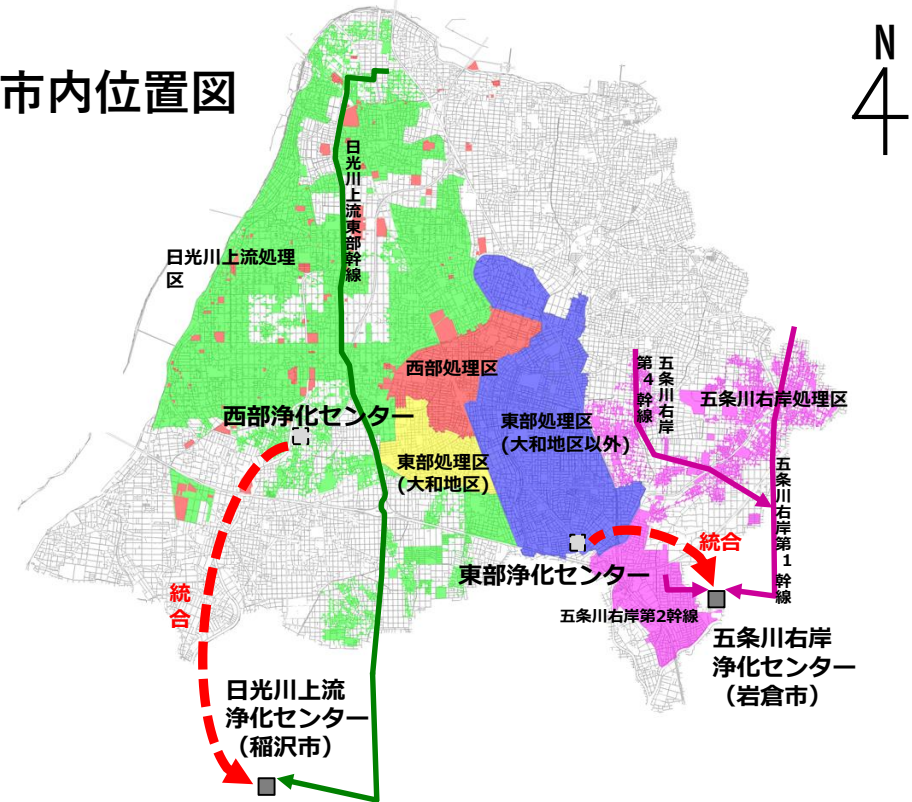 市内位置図
N
日光川上流東部幹線
日光川上流処理
区
西部処理区
五条川右岸
第4幹線
五条川右岸処理区
西部浄化センター
東部処理区
(大和地区以外)
東部処理区
(大和地区)
五条川右岸第1幹線
統合
東部浄化センター
統合
五条川右岸第2幹線
五条川右岸
浄化センター
（岩倉市）
日光川上流
浄化センター
（稲沢市）